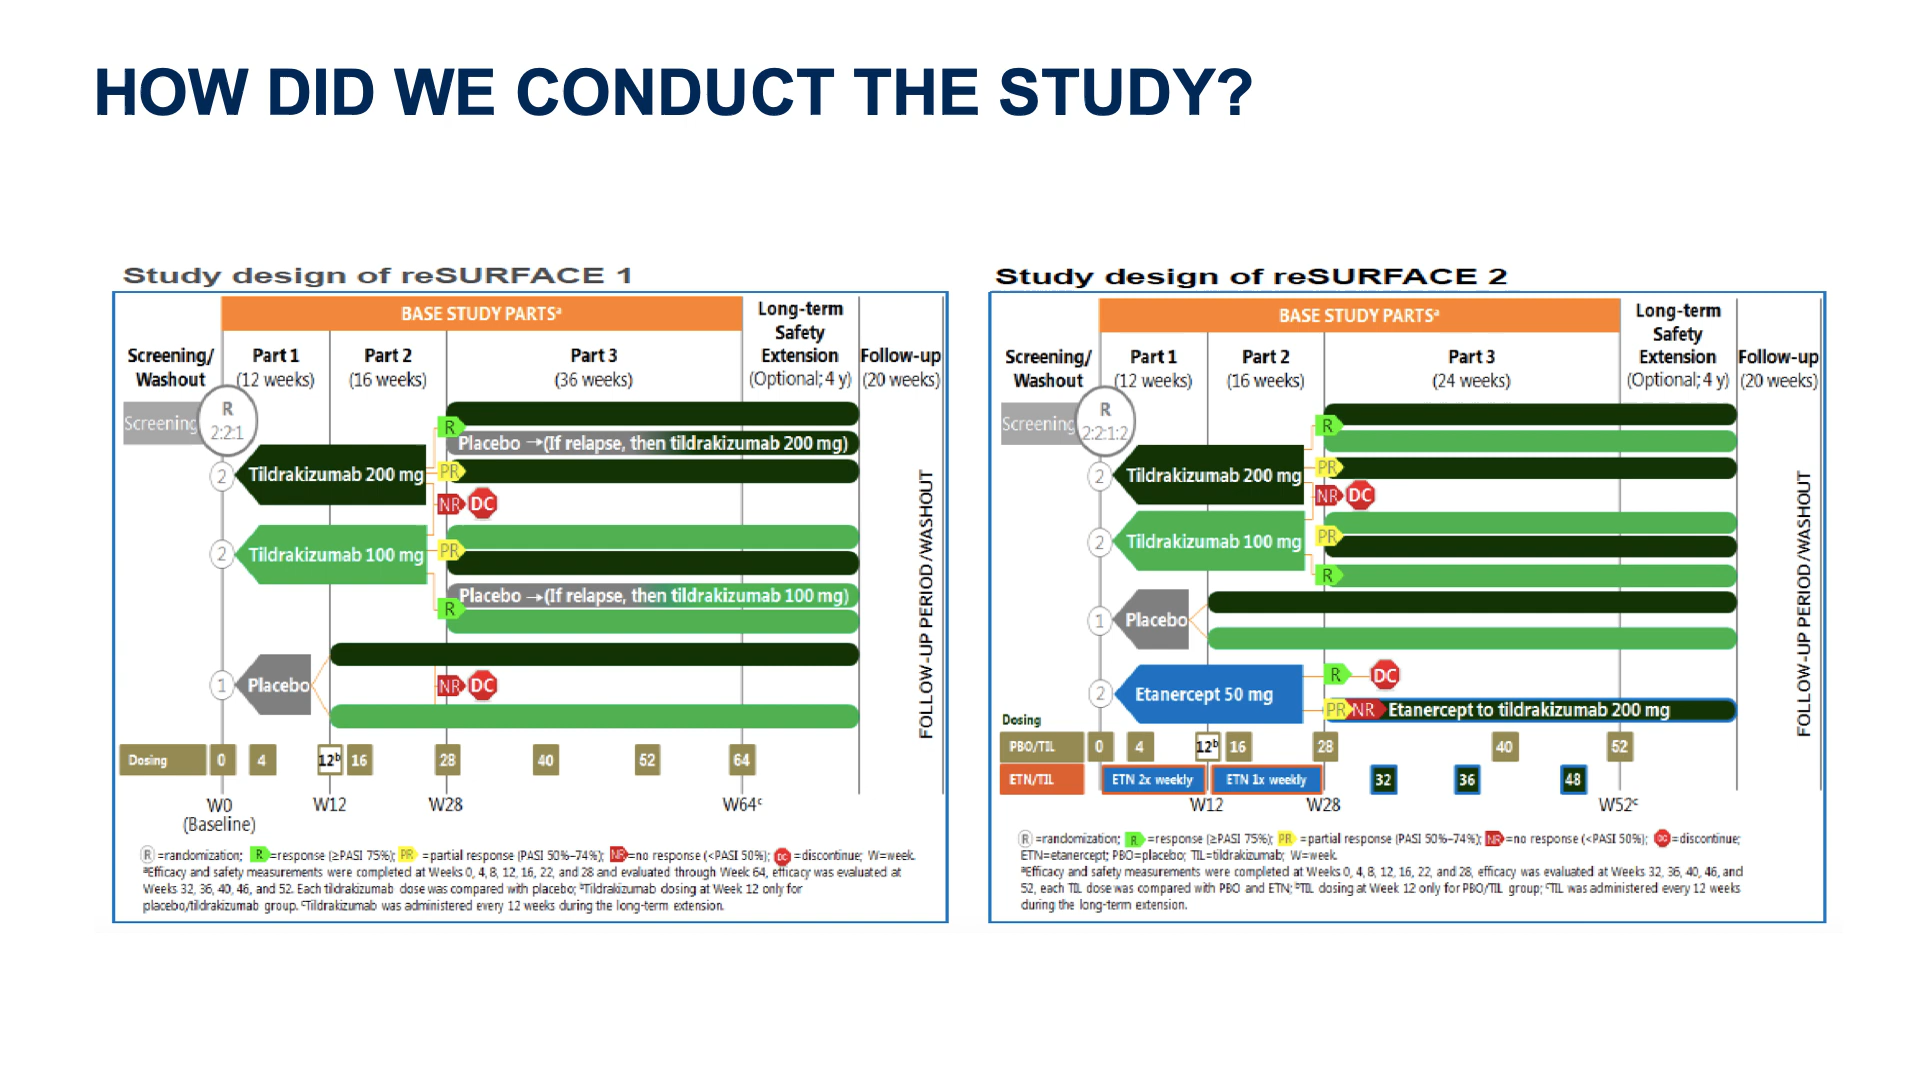 HOW DID WE CONDUCT THE STUDY?
Study design of reSURFACE 1
BASE STUDY PARTSᵃ
Long-term
Safety
Extension
(Optional; 4 y)
Screening/
Washout
Part 1
(12 weeks)
Part 2
(16 weeks)
Part 3
(36 weeks)
Follow-up
(20 weeks)
Screening
R
2:2:1
R
Placebo →(If relapse, then tildrakizumab 200 mg)
2
Tildrakizumab 200 mg
PR
NR DC
2
Tildrakizumab 100 mg
PR
Placebo →(If relapse, then tildrakizumab 100 mg)
R
1
Placebo
NR DC
FOLLOW-UP PERIOD/WASHOUT
Dosing 0 4 12ᵇ 16 28 40 52 64
W0 W12 W28 W64ᶜ
(Baseline)
R =randomization; R =response (≥PASI 75%); PR =partial response (PASI 50%–74%); NR =no response (<PASI 50%); DC =discontinue; W=week.
ᵃEfficacy and safety measurements were completed at Weeks 0, 4,8, 12, 16, 22, and 28 and evaluated through Week 64, efficacy was evaluated at
Weeks 32, 36, 40, 46, and 52. Each tildrakizumab dose was compared with placebo; ᵇTildrakizumab dosing at Week 12 only for
placebo/tildrakizumab group. ᶜTildrakizumab was administered every 12 weeks during the long-term extension.
Study design of reSURFACE 2
BASE STUDY PARTSᵃ
Long-term
Safety
Extension
(Optional; 4 y)
Screening/
Washout
Part 1
(12 weeks)
Part 2
(16 weeks)
Part 3
(24 weeks)
Follow-up
(20 weeks)
Screening
R
2:2:1:2
R
2
Tildrakizumab 200 mg
PR
NR DC
2
Tildrakizumab 100 mg
PR
R
1
Placebo
2
Etanercept 50 mg
R DC
PR NR Etanercept to tildrakizumab 200 mg
FOLLOW-UP PERIOD/WASHOUT
Dosing
PBO/TIL 0 4 12ᵇ 16 28 40 52
ETN/TIL ETN 2x weekly ETN 1x weekly 32 36 48
W12 W28 W52ᶜ
R =randomization; R =response (≥PASI 75%); PR =partial response (PASI 50%–74%); NR =no response (<PASI 50%); DC =discontinue;
ETN=etanercept; PBO=placebo; TIL=tildrakizumab; W=week.
ᵃEfficacy and safety measurements were completed at Weeks 0, 4, 8, 12, 16, 22, and 28, efficacy was evaluated at Weeks 32, 36, 40, 46, and
52, each TIL dose was compared with PBO and ETN; ᵇTIL dosing at Week 12 only for PBO/TIL group; ᶜTIL was administered every 12 weeks
during the long-term extension.